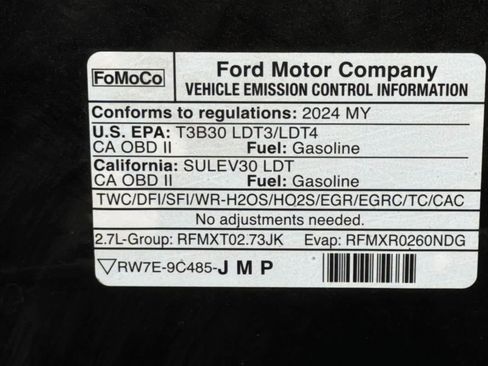 FoMoCo
Ford Motor Company
VEHICLE EMISSION CONTROL INFORMATION
Conforms to regulations: 2024 MY
U.S. EPA: T3B30 LDT3/LDT4
CA OBD II Fuel: Gasoline
California: SULEV30 LDT
CA OBD II Fuel: Gasoline
TWC/DFI/SFI/WR-H2OS/HO2S/EGR/EGRC/TC/CAC
No adjustments needed.
2.7L-Group: RFMXT02.73JK Evap: RFMXR0260NDG
RW7E-9C485-JMP